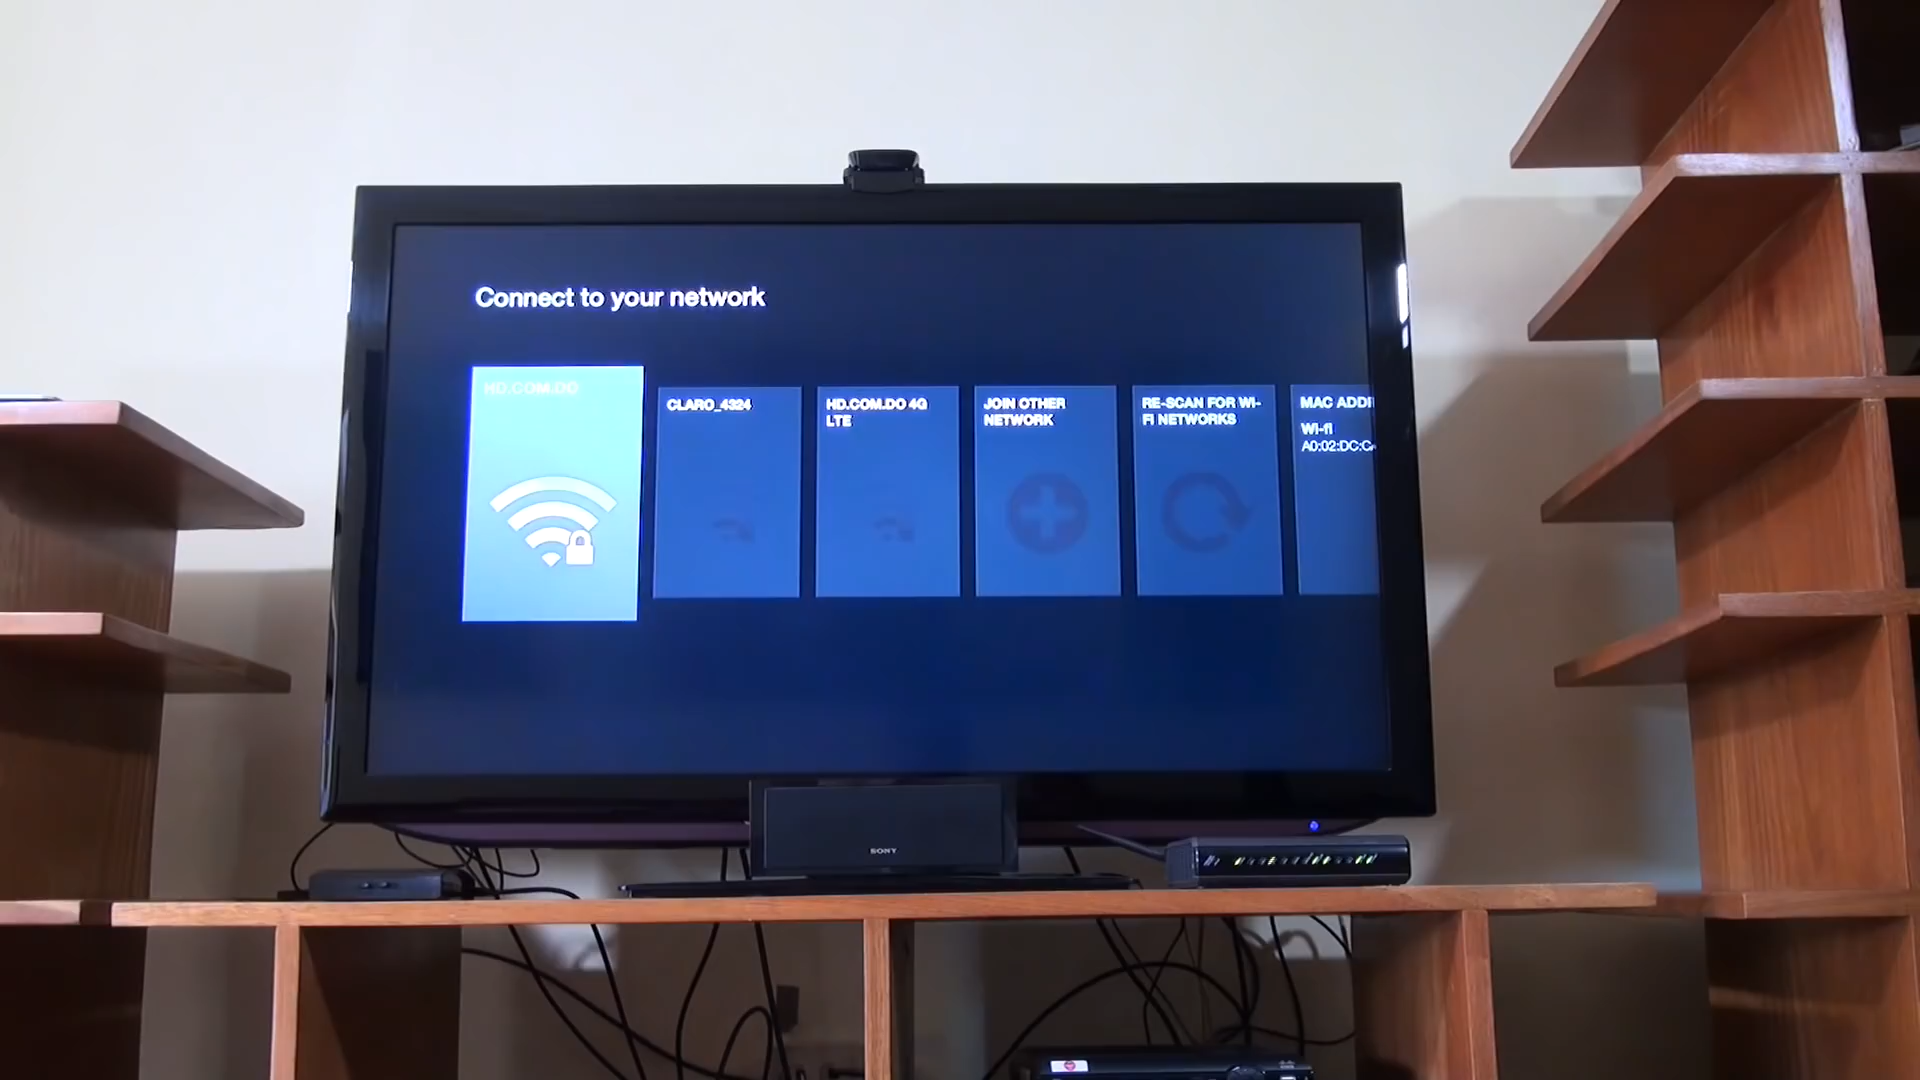 Connect to your network
HD.COM.DO
CLARO_4324
HD.COM.DO 4G
LTE
JOIN OTHER
NETWORK
RE-SCAN FOR WI-
FI NETWORKS
MAC
Wi-fi
A0:02:DC:
SONY